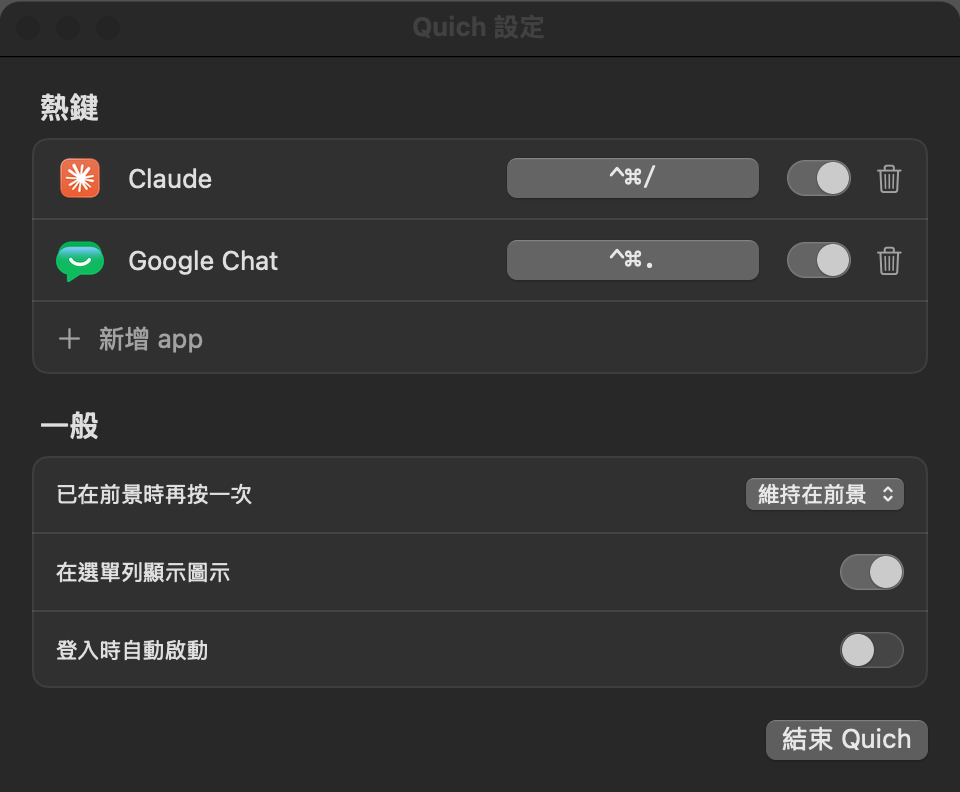 Quich 設定
熱鍵
Claude ^⌘/
Google Chat ^⌘.
新增 app
一般
已在前景時再按一次 維持在前景
在選單列顯示圖示
登入時自動啟動
結束 Quich